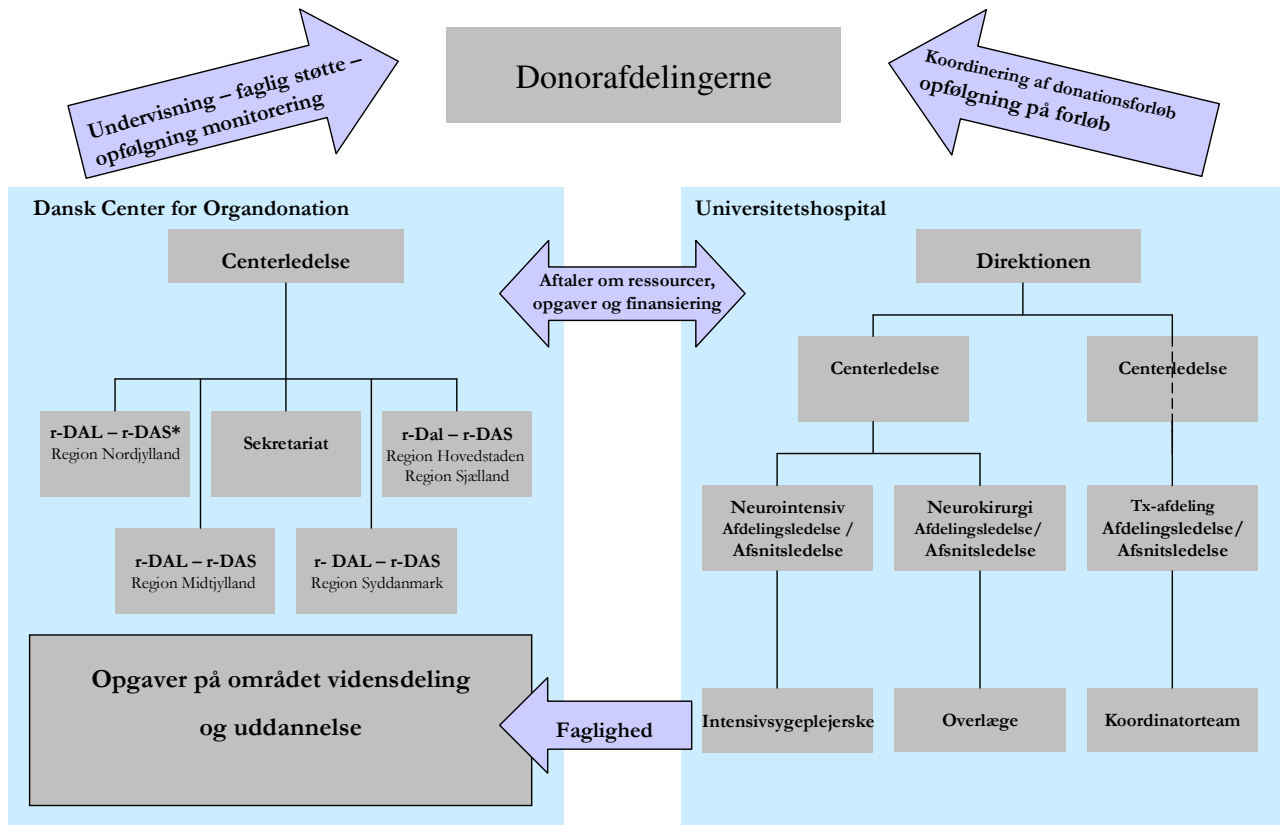 Donorafdelingerne
Undervisning – faglig støtte –
opfølgning monitorering
Koordinering af donationsforløb
opfølgning på forløb
Dansk Center for Organdonation
Centerledelse
r-DAL – r-DAS*
Region Nordjylland
Sekretariat
r-Dal – r-DAS
Region Hovedstaden
Region Sjælland
r-DAL – r-DAS
Region Midtjylland
r- DAL – r-DAS
Region Syddanmark
Opgaver på området vidensdeling
og uddannelse
Aftaler om ressourcer,
opgaver og finansiering
Faglighed
Universitetshospital
Direktionen
Centerledelse
Centerledelse
Neurointensiv
Afdelingsledelse /
Afsnitsledelse
Neurokirurgi
Afdelingsledelse/
Afsnitsledelse
Tx-afdeling
Afdelingsledelse/
Afsnitsledelse
Intensivsygeplejerske
Overlæge
Koordinatorteam